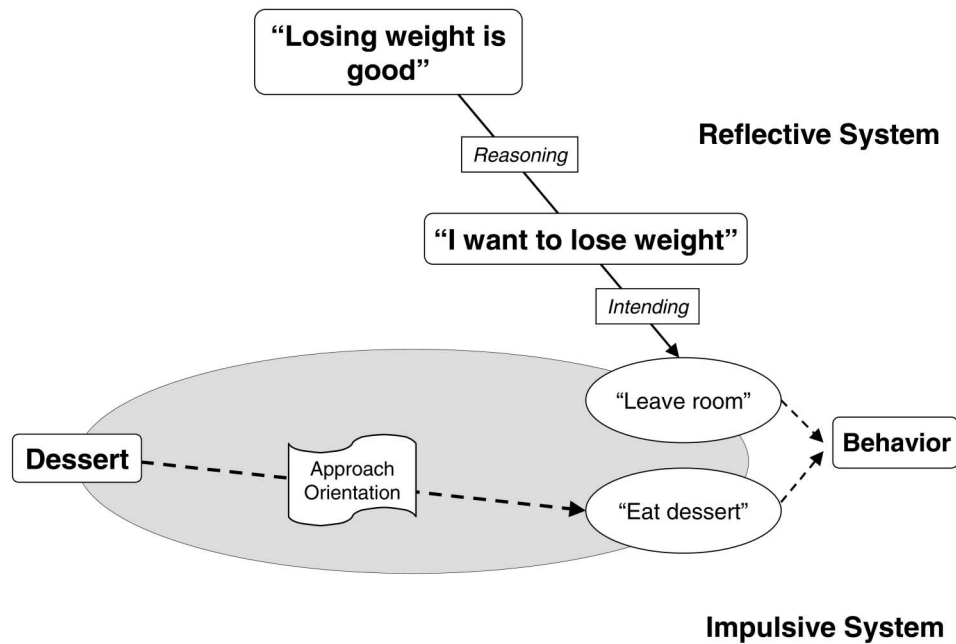 “Losing weight is
good”
Reasoning
Reflective System
“I want to lose weight”
Intending
“Leave room”
Dessert
Approach
Orientation
Behavior
“Eat dessert”
Impulsive System